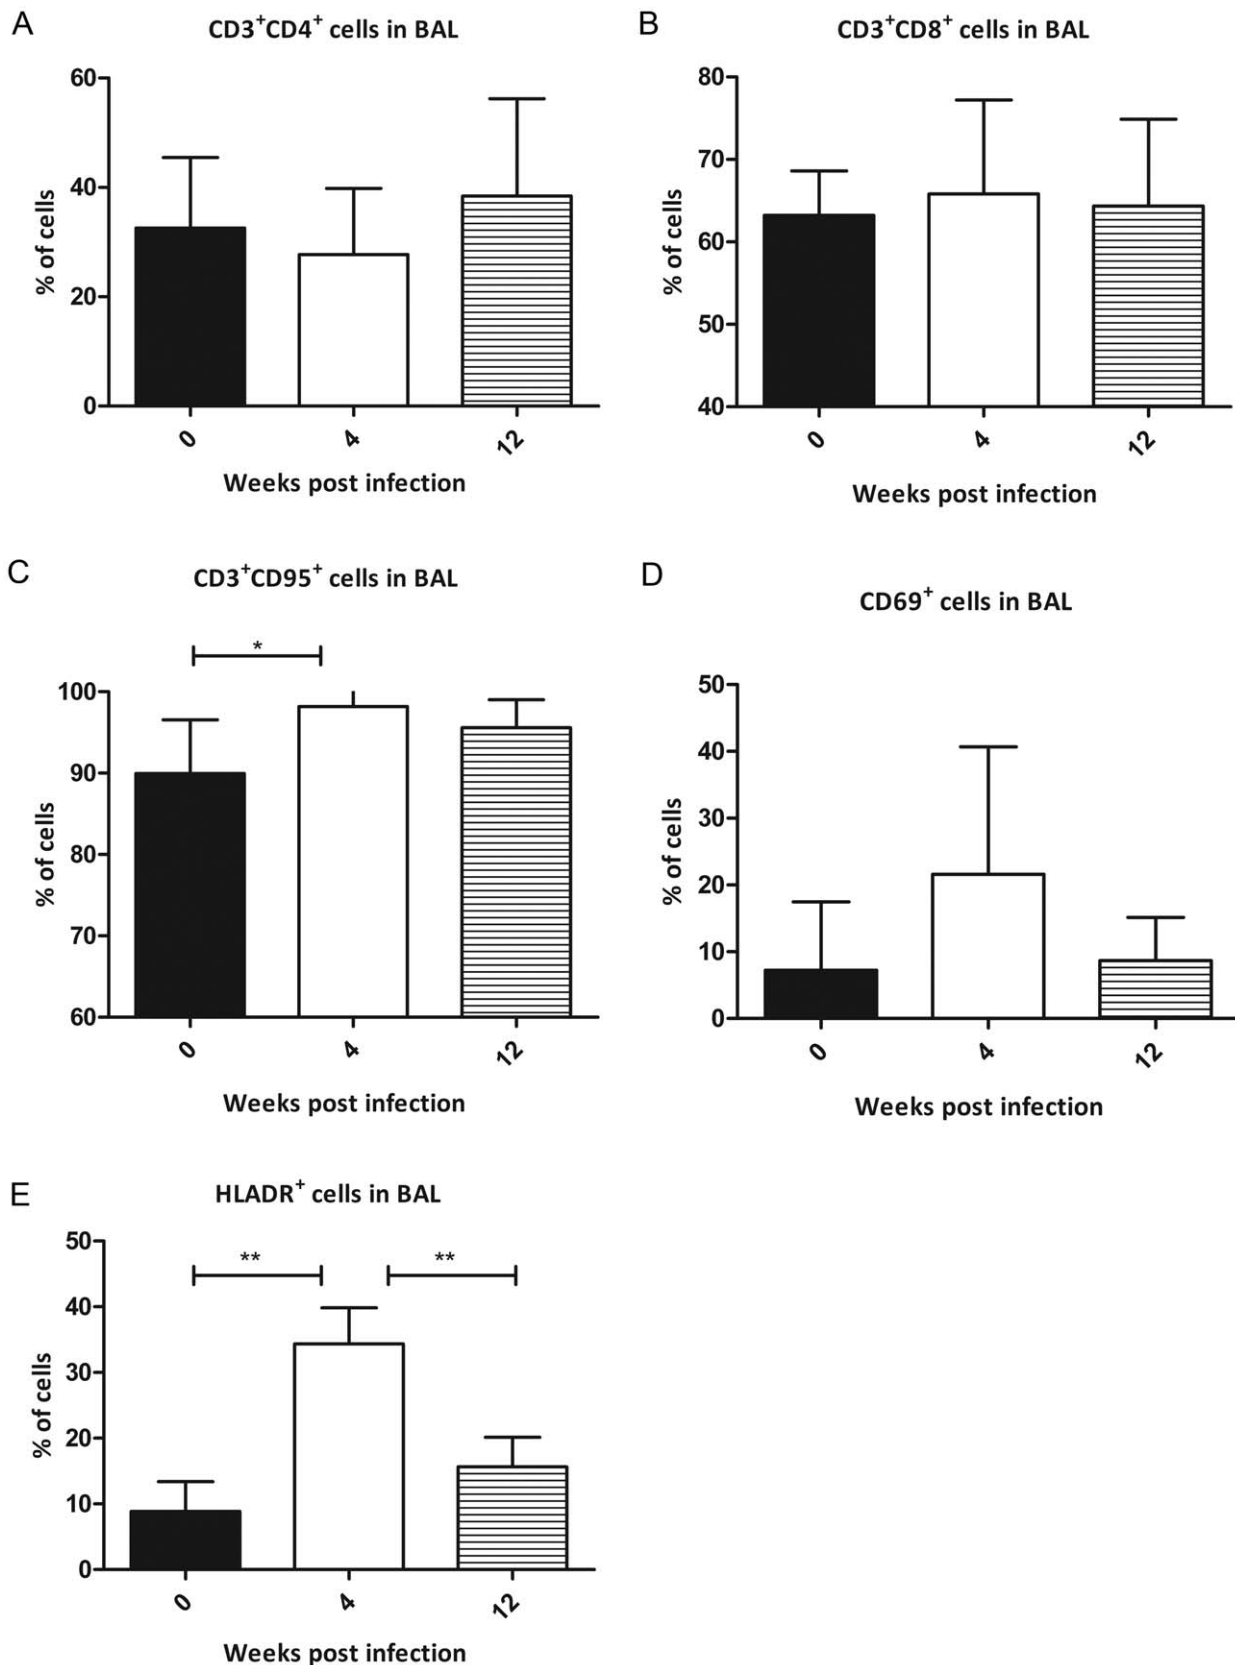 A
CD3⁺CD4⁺ cells in BAL
60
40
20
0
% of cells
0
4
12
Weeks post infection
B
CD3⁺CD8⁺ cells in BAL
80
70
60
50
40
% of cells
0
4
12
Weeks post infection
C
CD3⁺CD95⁺ cells in BAL
*
100
90
80
70
60
% of cells
0
4
12
Weeks post infection
D
CD69⁺ cells in BAL
50
40
30
20
10
0
% of cells
0
4
12
Weeks post infection
E
HLADR⁺ cells in BAL
**
**
50
40
30
20
10
0
% of cells
0
4
12
Weeks post infection